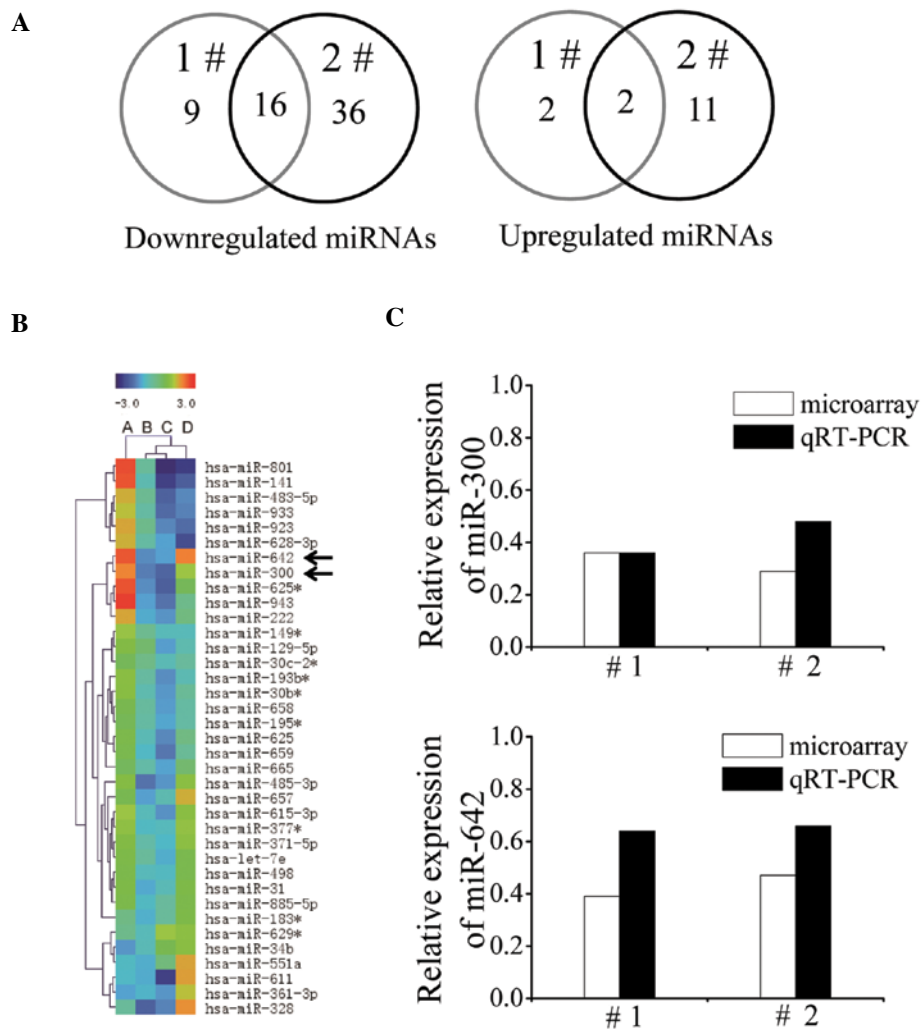 A
1 #
2 #
9
16
36
Downregulated miRNAs
1 #
2 #
2
2
11
Upregulated miRNAs
B
-3.0
3.0
A B C D
hsa-miR-801
hsa-miR-141
hsa-miR-483-5p
hsa-miR-933
hsa-miR-923
hsa-miR-628-3p
hsa-miR-642
hsa-miR-300
hsa-miR-625*
hsa-miR-943
hsa-miR-222
hsa-miR-149*
hsa-miR-129-5p
hsa-miR-30c-2*
hsa-miR-193b*
hsa-miR-30b*
hsa-miR-658
hsa-miR-195*
hsa-miR-625
hsa-miR-659
hsa-miR-665
hsa-miR-485-3p
hsa-miR-657
hsa-miR-615-3p
hsa-miR-377*
hsa-miR-371-5p
hsa-let-7e
hsa-miR-498
hsa-miR-31
hsa-miR-885-5p
hsa-miR-183*
hsa-miR-629*
hsa-miR-34b
hsa-miR-551a
hsa-miR-611
hsa-miR-361-3p
hsa-miR-328
C
Relative expression
of miR-300
1.0
0.8
0.6
0.4
0.2
0.0
microarray
qRT-PCR
# 1
# 2
Relative expression
of miR-642
1.0
0.8
0.6
0.4
0.2
0.0
microarray
qRT-PCR
# 1
# 2